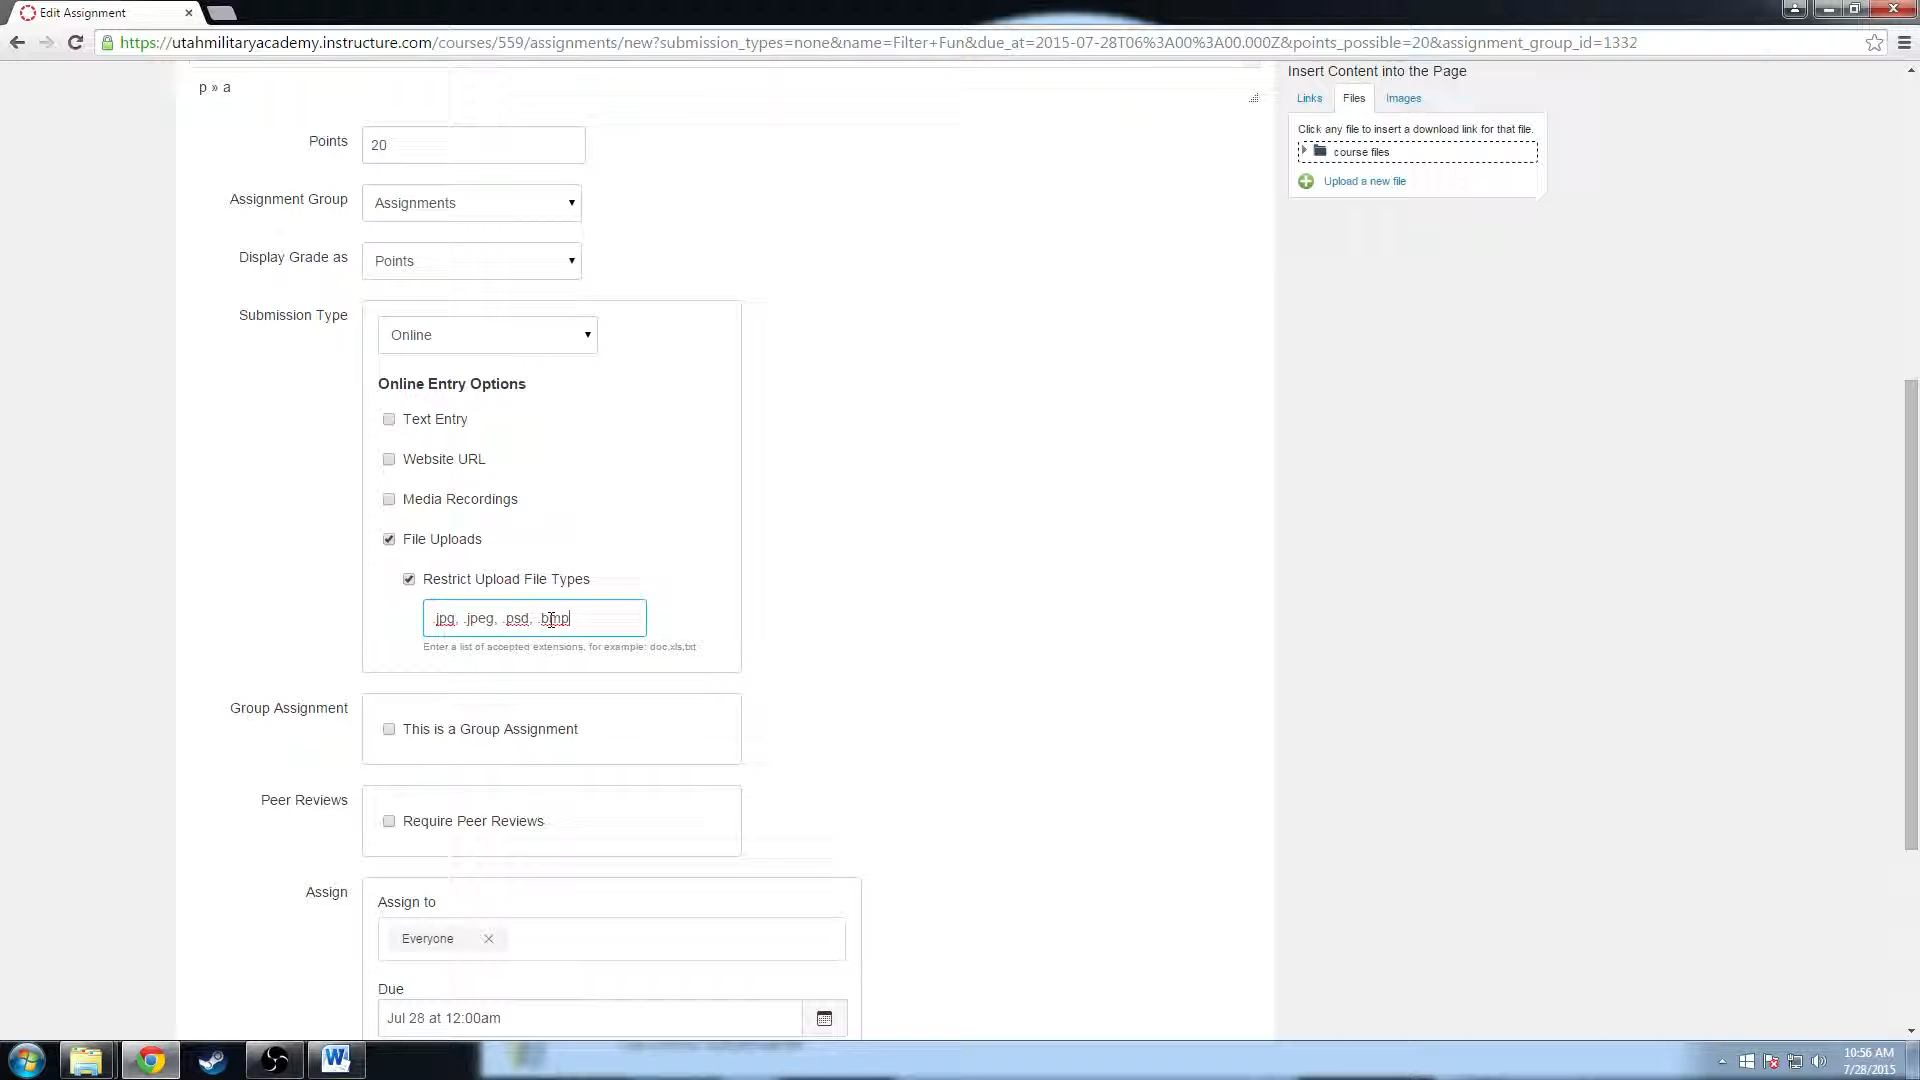 Edit Assignment
https://utahmilitaryacademy.instructure.com/courses/559/assignments/new?submission_types=none&name=Filter+Fun&due_at=2015-07-28T06%3A00%3A00.000Z&points_possible=20&assignment_group_id=1332
Insert Content into the Page
Links Files Images
Click any file to insert a download link for that file.
course files
Upload a new file
p » a
Points 20
Assignment Group Assignments
Display Grade as Points
Submission Type Online
Online Entry Options
Text Entry
Website URL
Media Recordings
File Uploads
Restrict Upload File Types
.jpg, .jpeg, .psd, .bmp
Enter a list of accepted extensions, for example: doc,xls,txt
Group Assignment This is a Group Assignment
Peer Reviews Require Peer Reviews
Assign Assign to
Everyone
Due
Jul 28 at 12:00am
10:56 AM
7/28/2015